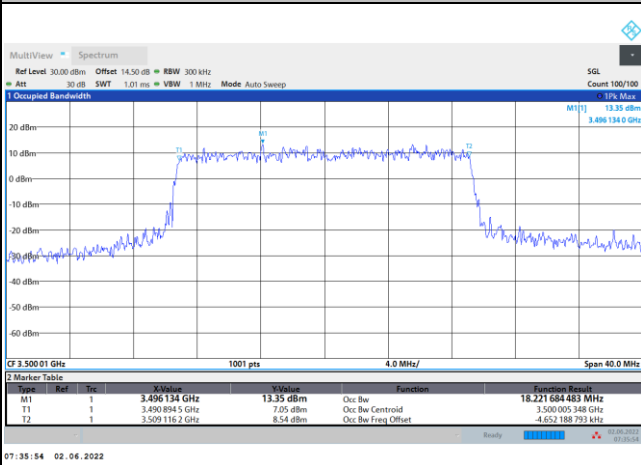 MultiView Spectrum
Ref Level 30.00 dBm Offset 14.50 dB RBW 300 kHz SGL
Att 30 dB SWT 1.01 ms VBW 1 MHz Mode Auto Sweep Count 100/100
1 Occupied Bandwidth 1Pk Max
M1[1] 13.35 dBm
3.496 134 0 GHz
20 dBm
M1
T1
T2
10 dBm
0 dBm
-10 dBm
-20 dBm
-30 dBm
-40 dBm
-50 dBm
-60 dBm
CF 3.500 01 GHz 1001 pts 4.0 MHz/ Span 40.0 MHz
2 Marker Table
Type Ref Trc X-Value Y-Value Function Function Result
M1 1 3.496 134 GHz 13.35 dBm Occ Bw 18.221 684 483 MHz
T1 1 3.490 894 5 GHz 7.05 dBm Occ Bw Centroid 3.500 005 348 GHz
T2 1 3.509 116 2 GHz 8.54 dBm Occ Bw Freq Offset -4.652 188 793 kHz
Ready 02.06.2022
07:35:54
07:35:54 02.06.2022